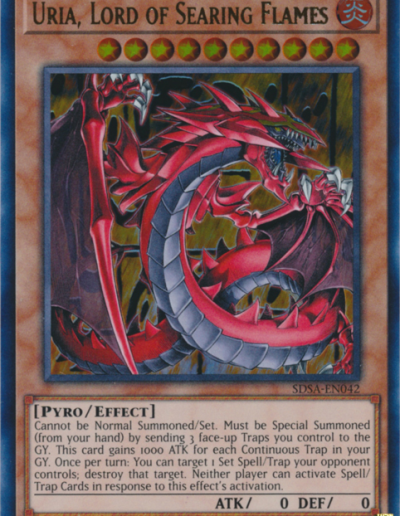 Uria, Lord of Searing Flames
炎
SDSA-EN042
[Pyro/Effect]
Cannot be Normal Summoned/Set. Must be Special Summoned
(from your hand) by sending 3 face-up Traps you control to the
GY. This card gains 1000 ATK for each Continuous Trap in your
GY. Once per turn: You can target 1 Set Spell/Trap your opponent
controls; destroy that target. Neither player can activate Spell/
Trap Cards in response to this effect's activation.
ATK/ 0 DEF/ 0